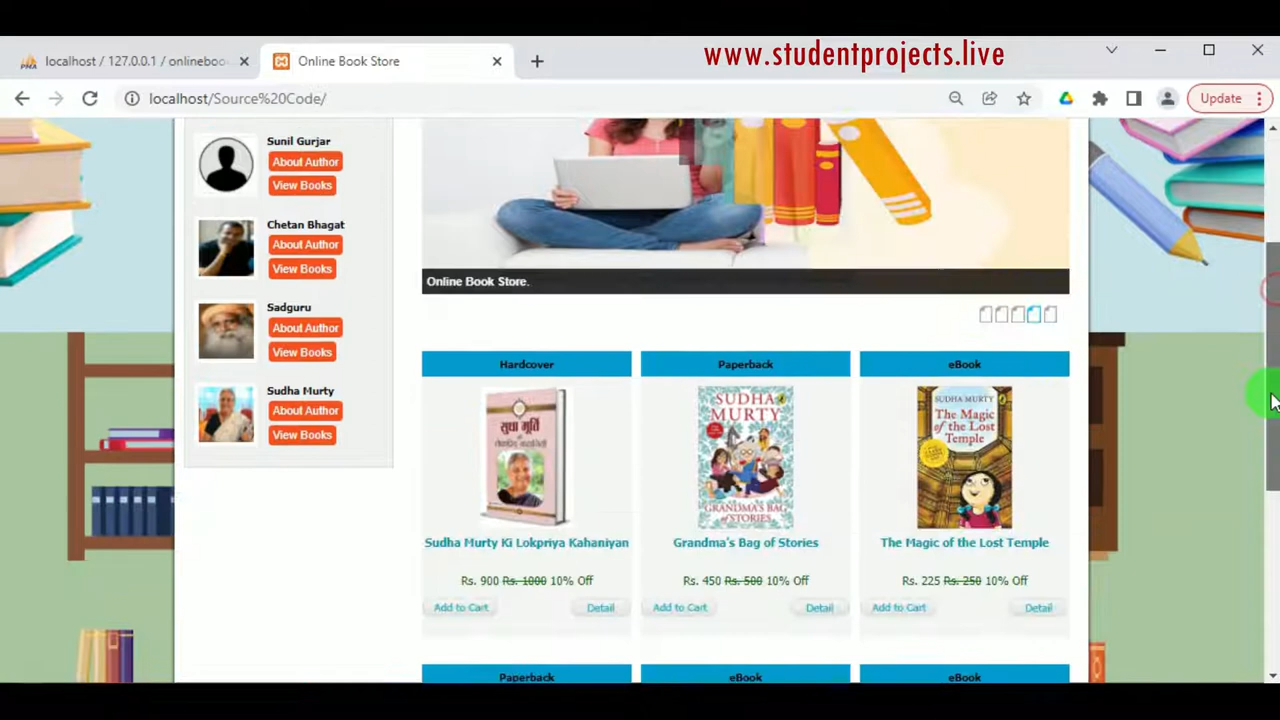 www.studentprojects.live
localhost / 127.0.0.1 / onlineboo
Online Book Store
localhost/Source%20Code/
Update
Sunil Gurjar
About Author
View Books
Chetan Bhagat
About Author
View Books
Sadguru
About Author
View Books
Sudha Murty
About Author
View Books
Online Book Store.
Hardcover
Paperback
eBook
सुधा मूर्ति
SUDHA MURTY
GRANDMA'S BAG of STORIES
SUDHA MURTY
The Magic of the Lost Temple
Sudha Murty Ki Lokpriya Kahaniyan
Grandma's Bag of Stories
The Magic of the Lost Temple
Rs. 900 Rs. 1000 10% Off
Rs. 450 Rs. 500 10% Off
Rs. 225 Rs. 250 10% Off
Add to Cart
Detail
Add to Cart
Detail
Add to Cart
Detail
Paperback
eBook
eBook